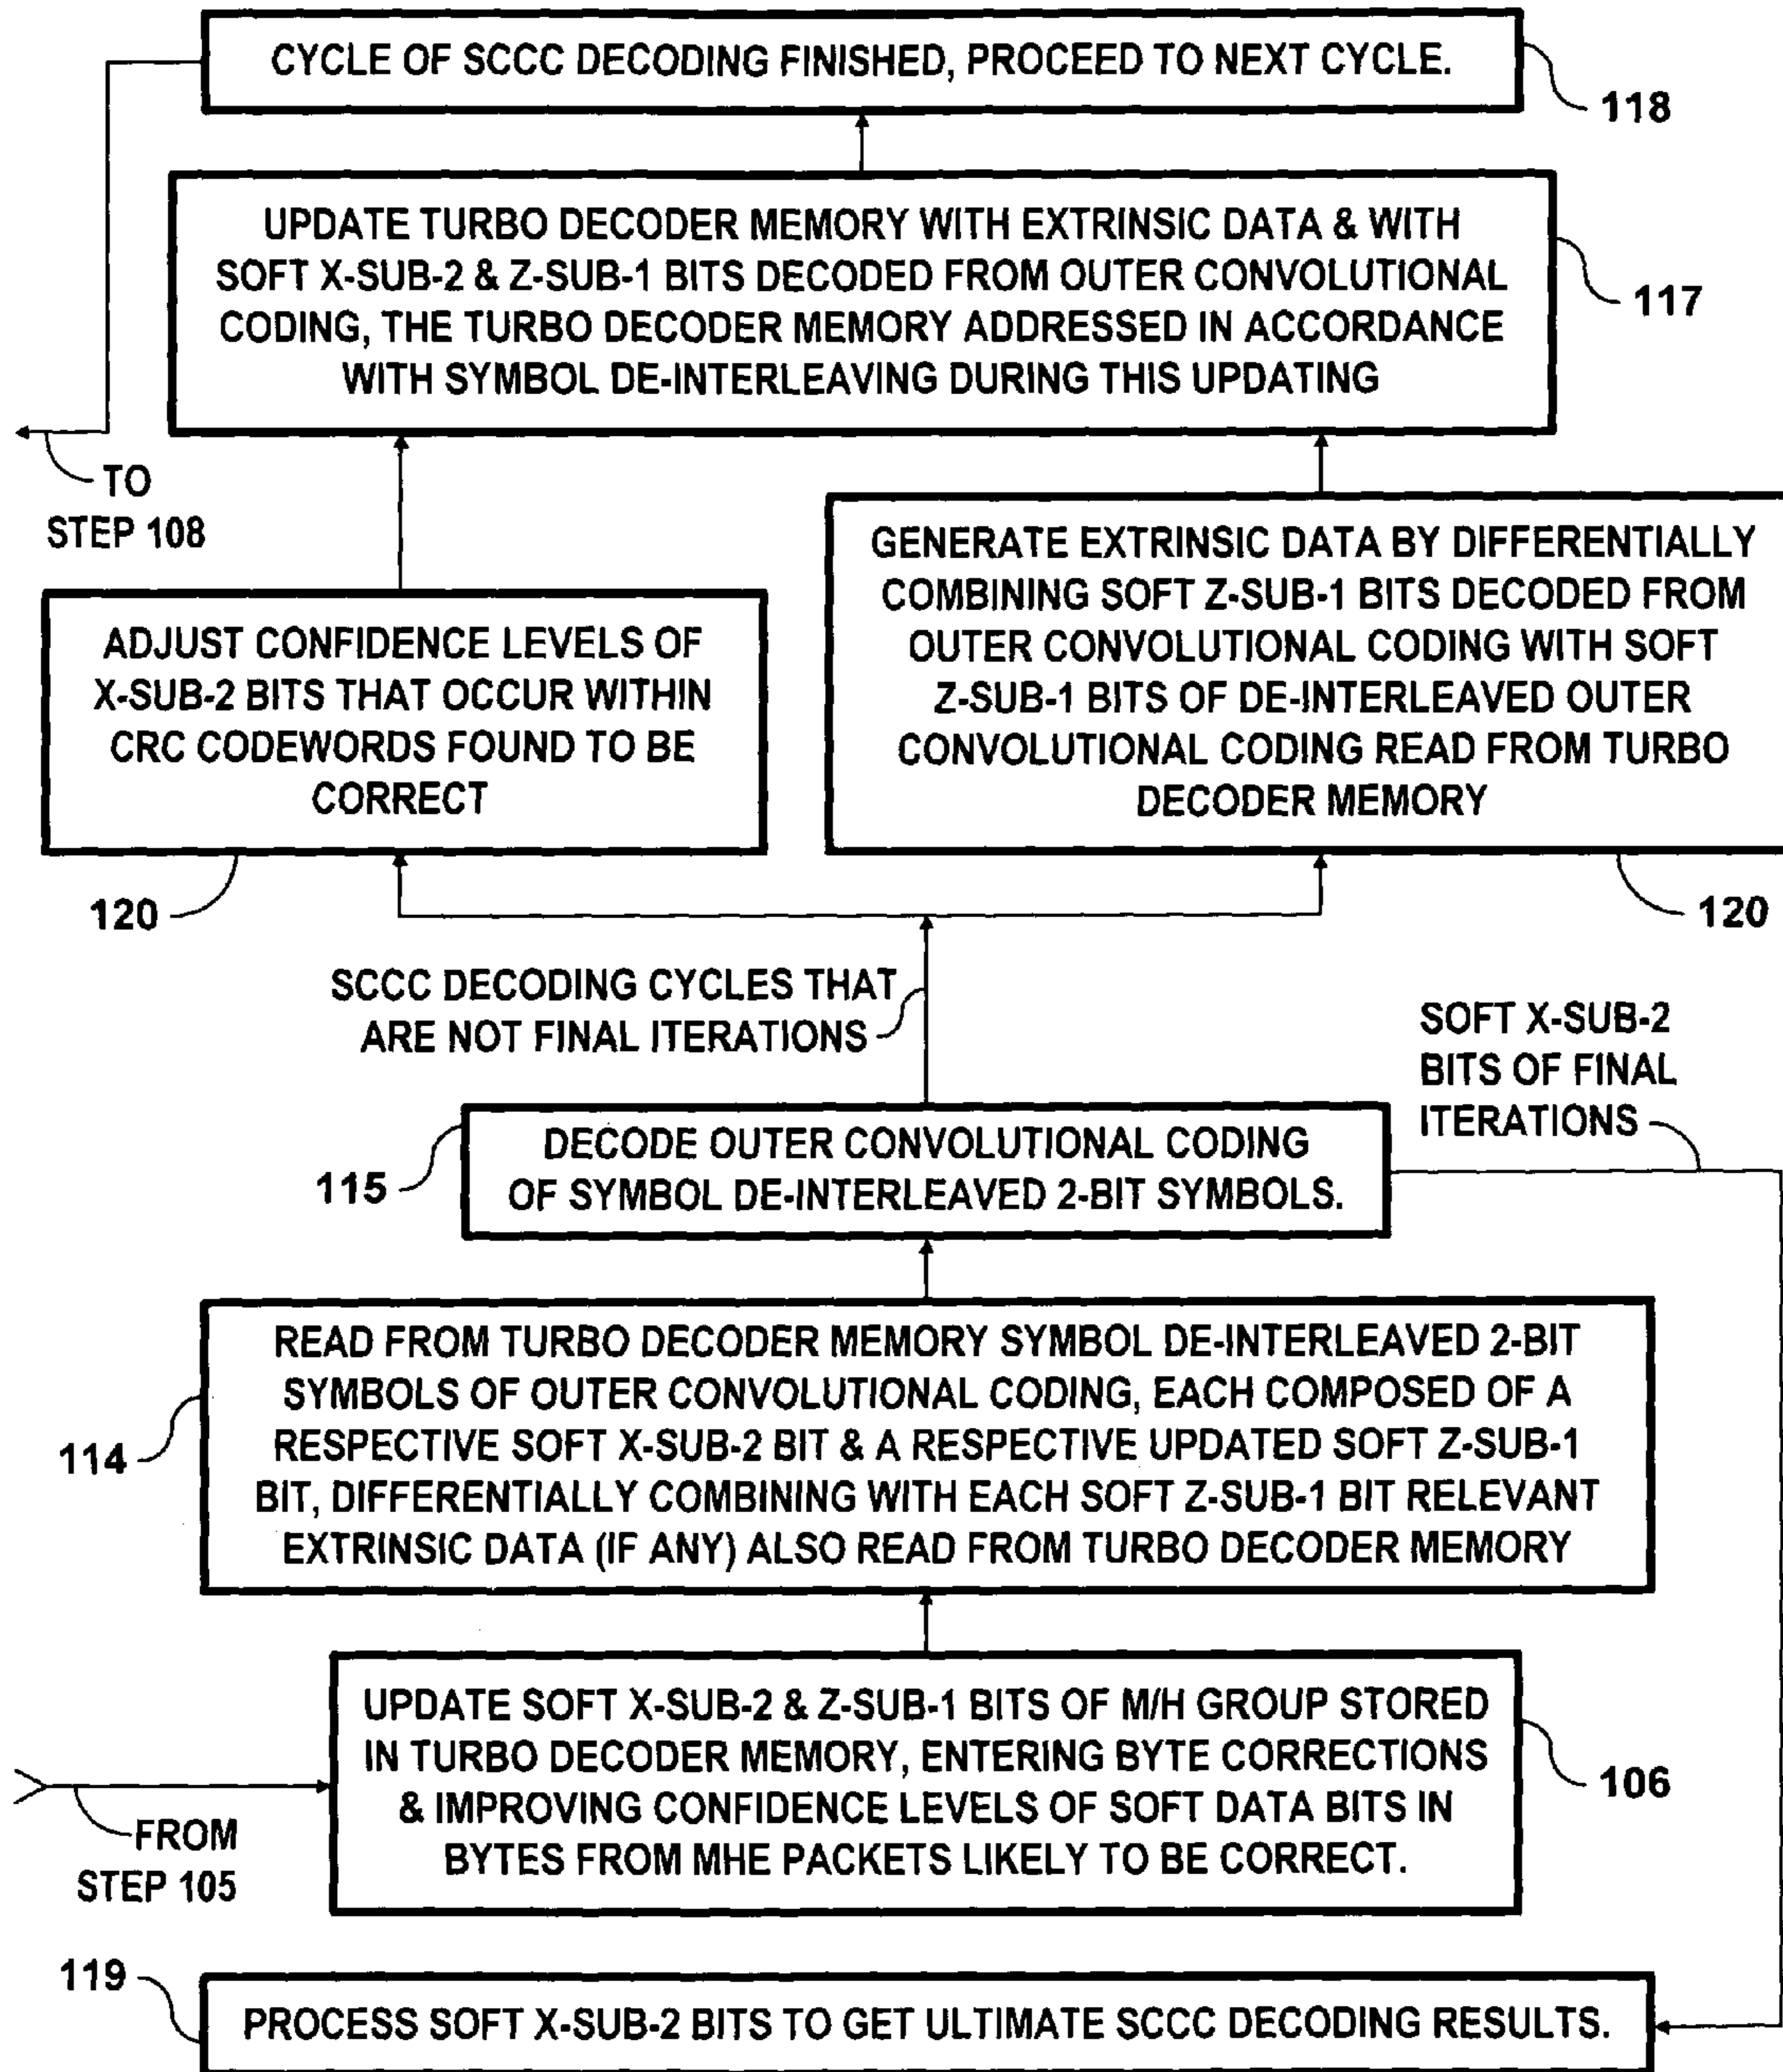 CYCLE OF SCCC DECODING FINISHED, PROCEED TO NEXT CYCLE.
118
UPDATE TURBO DECODER MEMORY WITH EXTRINSIC DATA & WITH
SOFT X-SUB-2 & Z-SUB-1 BITS DECODED FROM OUTER CONVOLUTIONAL
CODING, THE TURBO DECODER MEMORY ADDRESSED IN ACCORDANCE
WITH SYMBOL DE-INTERLEAVING DURING THIS UPDATING
117
TO
STEP 108
ADJUST CONFIDENCE LEVELS OF
X-SUB-2 BITS THAT OCCUR WITHIN
CRC CODEWORDS FOUND TO BE
CORRECT
120
GENERATE EXTRINSIC DATA BY DIFFERENTIALLY
COMBINING SOFT Z-SUB-1 BITS DECODED FROM
OUTER CONVOLUTIONAL CODING WITH SOFT
Z-SUB-1 BITS OF DE-INTERLEAVED OUTER
CONVOLUTIONAL CODING READ FROM TURBO
DECODER MEMORY
120
SCCC DECODING CYCLES THAT
ARE NOT FINAL ITERATIONS
SOFT X-SUB-2
BITS OF FINAL
ITERATIONS
DECODE OUTER CONVOLUTIONAL CODING
OF SYMBOL DE-INTERLEAVED 2-BIT SYMBOLS.
115
READ FROM TURBO DECODER MEMORY SYMBOL DE-INTERLEAVED 2-BIT
SYMBOLS OF OUTER CONVOLUTIONAL CODING, EACH COMPOSED OF A
RESPECTIVE SOFT X-SUB-2 BIT & A RESPECTIVE UPDATED SOFT Z-SUB-1
BIT, DIFFERENTIALLY COMBINING WITH EACH SOFT Z-SUB-1 BIT RELEVANT
EXTRINSIC DATA (IF ANY) ALSO READ FROM TURBO DECODER MEMORY
114
UPDATE SOFT X-SUB-2 & Z-SUB-1 BITS OF M/H GROUP STORED
IN TURBO DECODER MEMORY, ENTERING BYTE CORRECTIONS
& IMPROVING CONFIDENCE LEVELS OF SOFT DATA BITS IN
BYTES FROM MHE PACKETS LIKELY TO BE CORRECT.
106
FROM
STEP 105
119
PROCESS SOFT X-SUB-2 BITS TO GET ULTIMATE SCCC DECODING RESULTS.